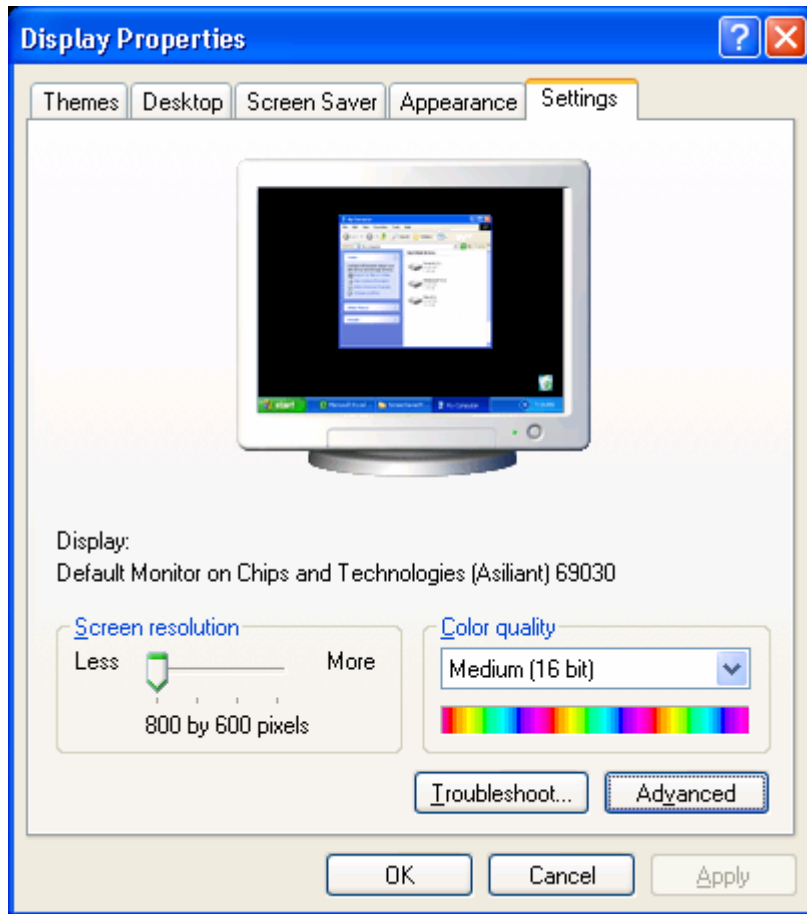 Display Properties
Themes Desktop Screen Saver Appearance Settings
start
Display:
Default Monitor on Chips and Technologies (Asiliant) 69030
Screen resolution
Less More
800 by 600 pixels
Color quality
Medium (16 bit)
Troubleshoot... Advanced
OK Cancel Apply